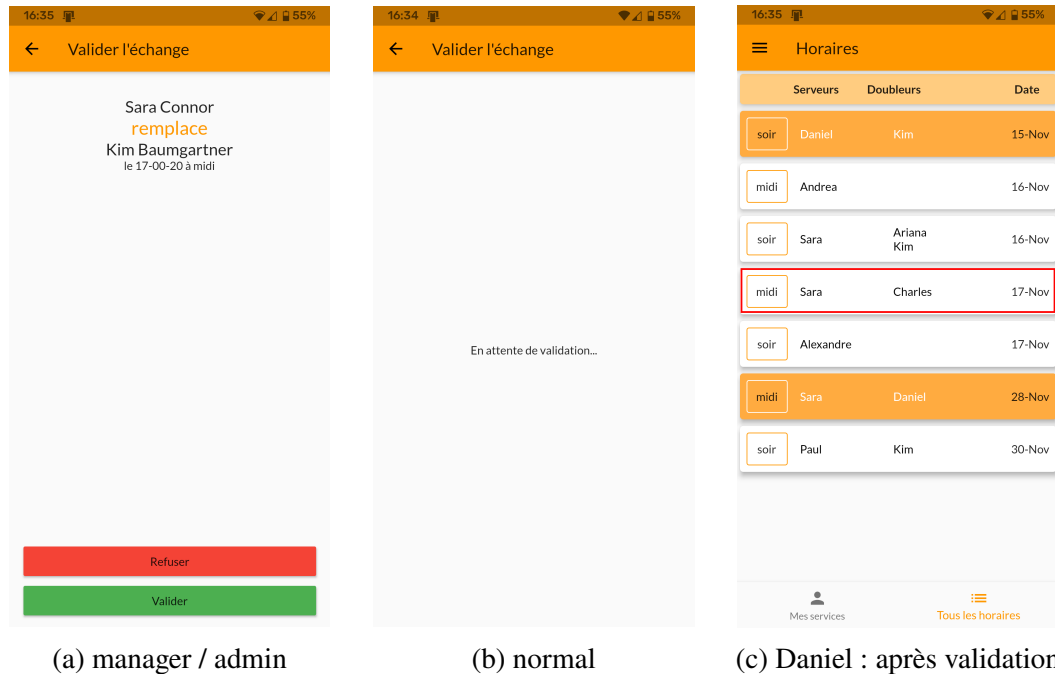 16:35
55%
Valider l'échange
Sara Connor
remplace
Kim Baumgartner
le 17-00-20 à midi
Refuser
Valider
(a) manager / admin
16:34
55%
Valider l'échange
En attente de validation...
(b) normal
16:35
55%
Horaires
Serveurs Doubleurs Date
soir Daniel Kim 15-Nov
midi Andrea 16-Nov
soir Sara Ariana Kim 16-Nov
midi Sara Charles 17-Nov
soir Alexandre 17-Nov
midi Sara Daniel 28-Nov
soir Paul Kim 30-Nov
Mes services Tous les horaires
(c) Daniel : après validation